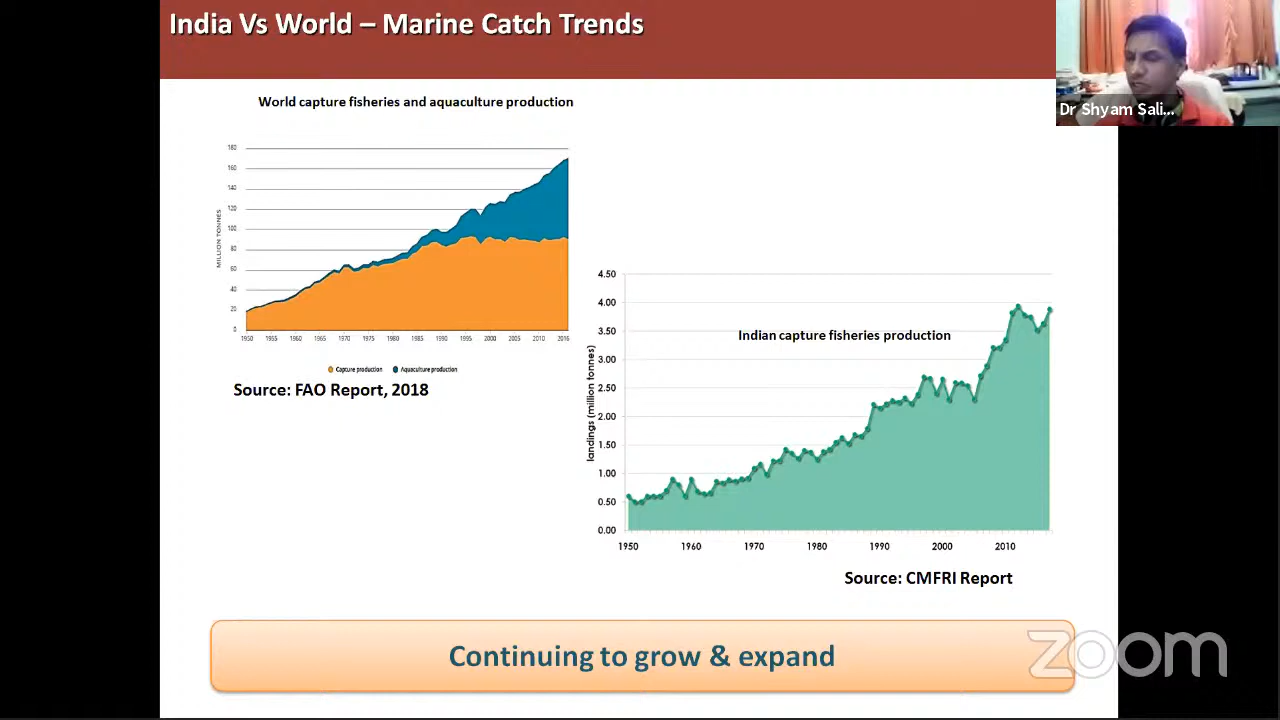 India Vs World – Marine Catch Trends
Dr Shyam Sali...
World capture fisheries and aquaculture production
MILLION TONNES
180
160
140
120
100
80
60
40
20
0
1950 1955 1960 1965 1970 1975 1980 1985 1990 1995 2000 2005 2010 2016
Capture production Aquaculture production
Source: FAO Report, 2018
Indian capture fisheries production
landings (million tonnes)
4.50
4.00
3.50
3.00
2.50
2.00
1.50
1.00
0.50
0.00
1950 1960 1970 1980 1990 2000 2010
Source: CMFRI Report
Continuing to grow & expand
zoom